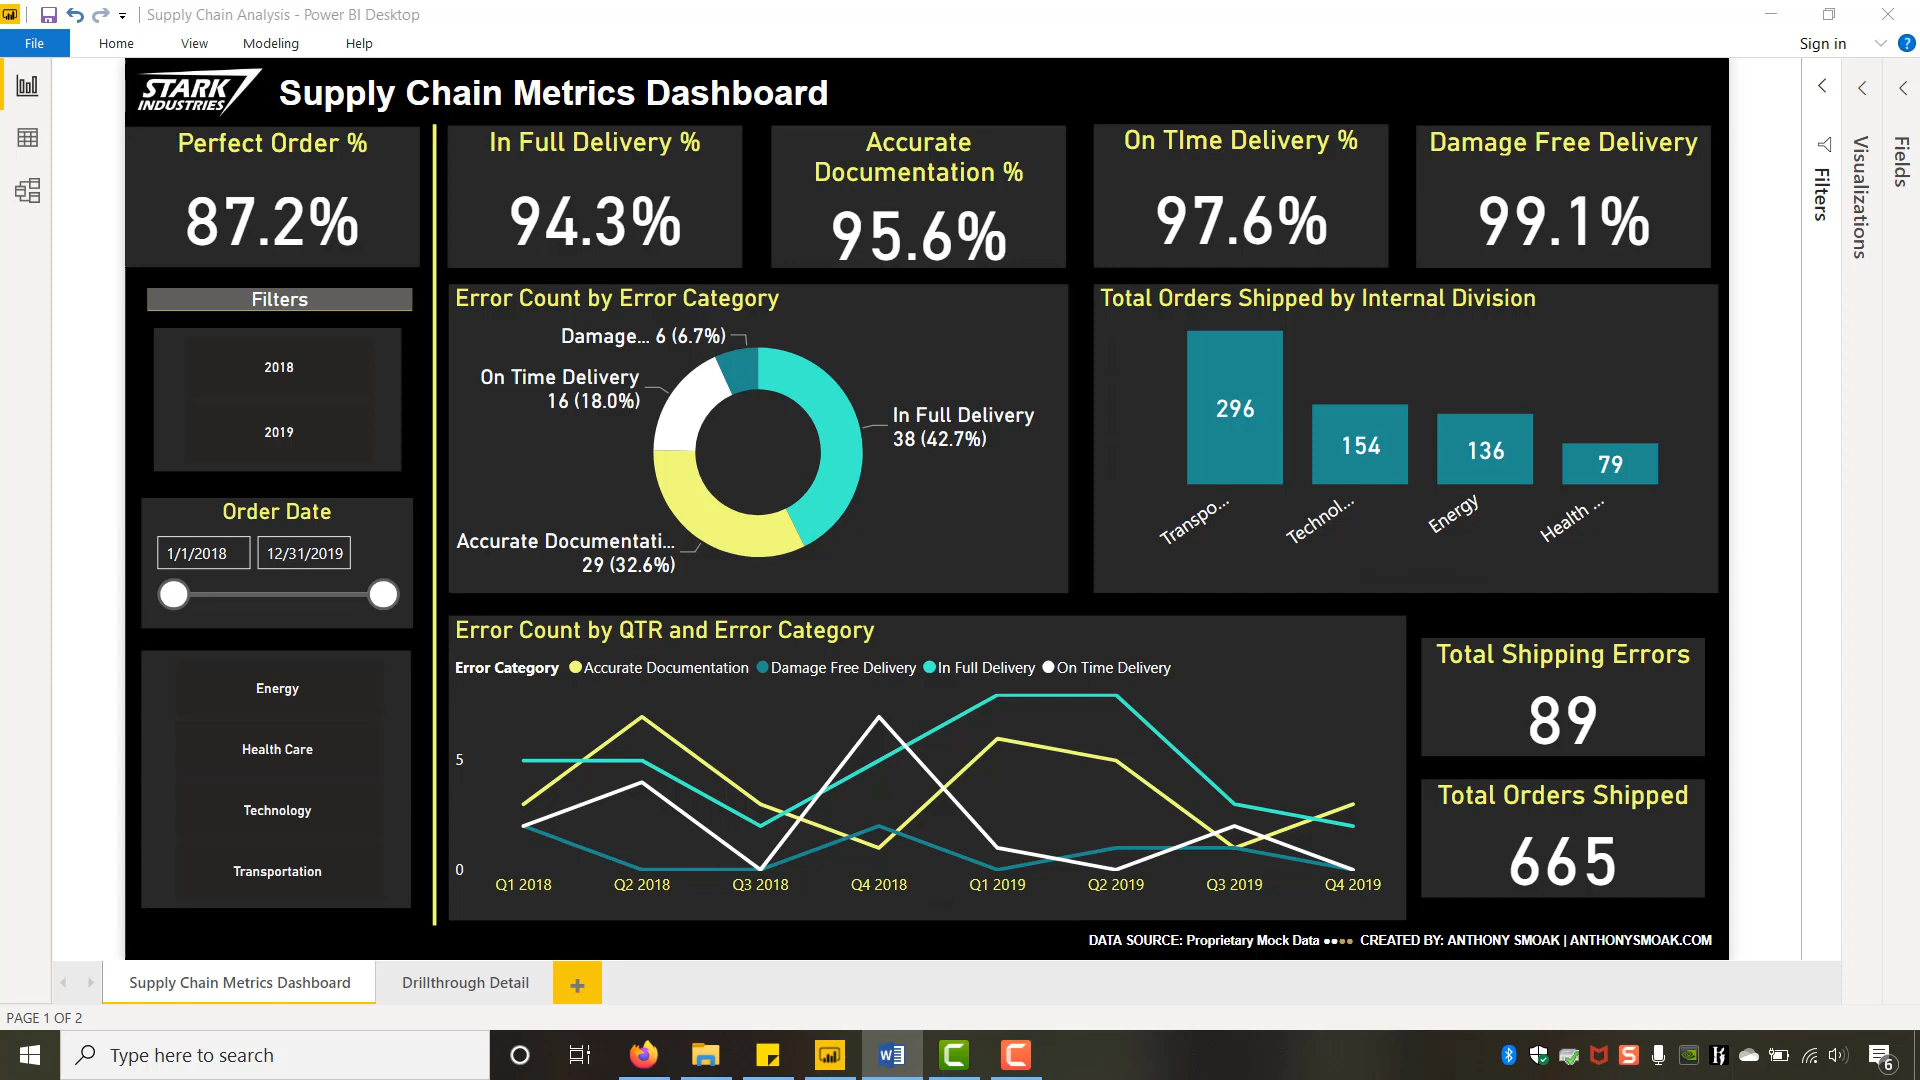 Supply Chain Analysis - Power BI Desktop
File Home View Modeling Help Sign in ?
STARK
INDUSTRIES
Supply Chain Metrics Dashboard
Perfect Order %
87.2%
In Full Delivery %
94.3%
Accurate
Documentation %
95.6%
On TIme Delivery %
97.6%
Damage Free Delivery
99.1%
Filters
Visualizations
Fields
Filters
2018
2019
Order Date
1/1/2018 12/31/2019
Energy
Health Care
Technology
Transportation
Error Count by Error Category
Damage... 6 (6.7%)
On Time Delivery
16 (18.0%)
In Full Delivery
38 (42.7%)
Accurate Documentati...
29 (32.6%)
Total Orders Shipped by Internal Division
296
154
136
79
Transpo...
Technol...
Energy
Health ...
Error Count by QTR and Error Category
Error Category Accurate Documentation Damage Free Delivery In Full Delivery On Time Delivery
5
0
Q1 2018 Q2 2018 Q3 2018 Q4 2018 Q1 2019 Q2 2019 Q3 2019 Q4 2019
Total Shipping Errors
89
Total Orders Shipped
665
DATA SOURCE: Proprietary Mock Data CREATED BY: ANTHONY SMOAK | ANTHONYSMOAK.COM
Supply Chain Metrics Dashboard Drillthrough Detail +
PAGE 1 OF 2
Type here to search
6